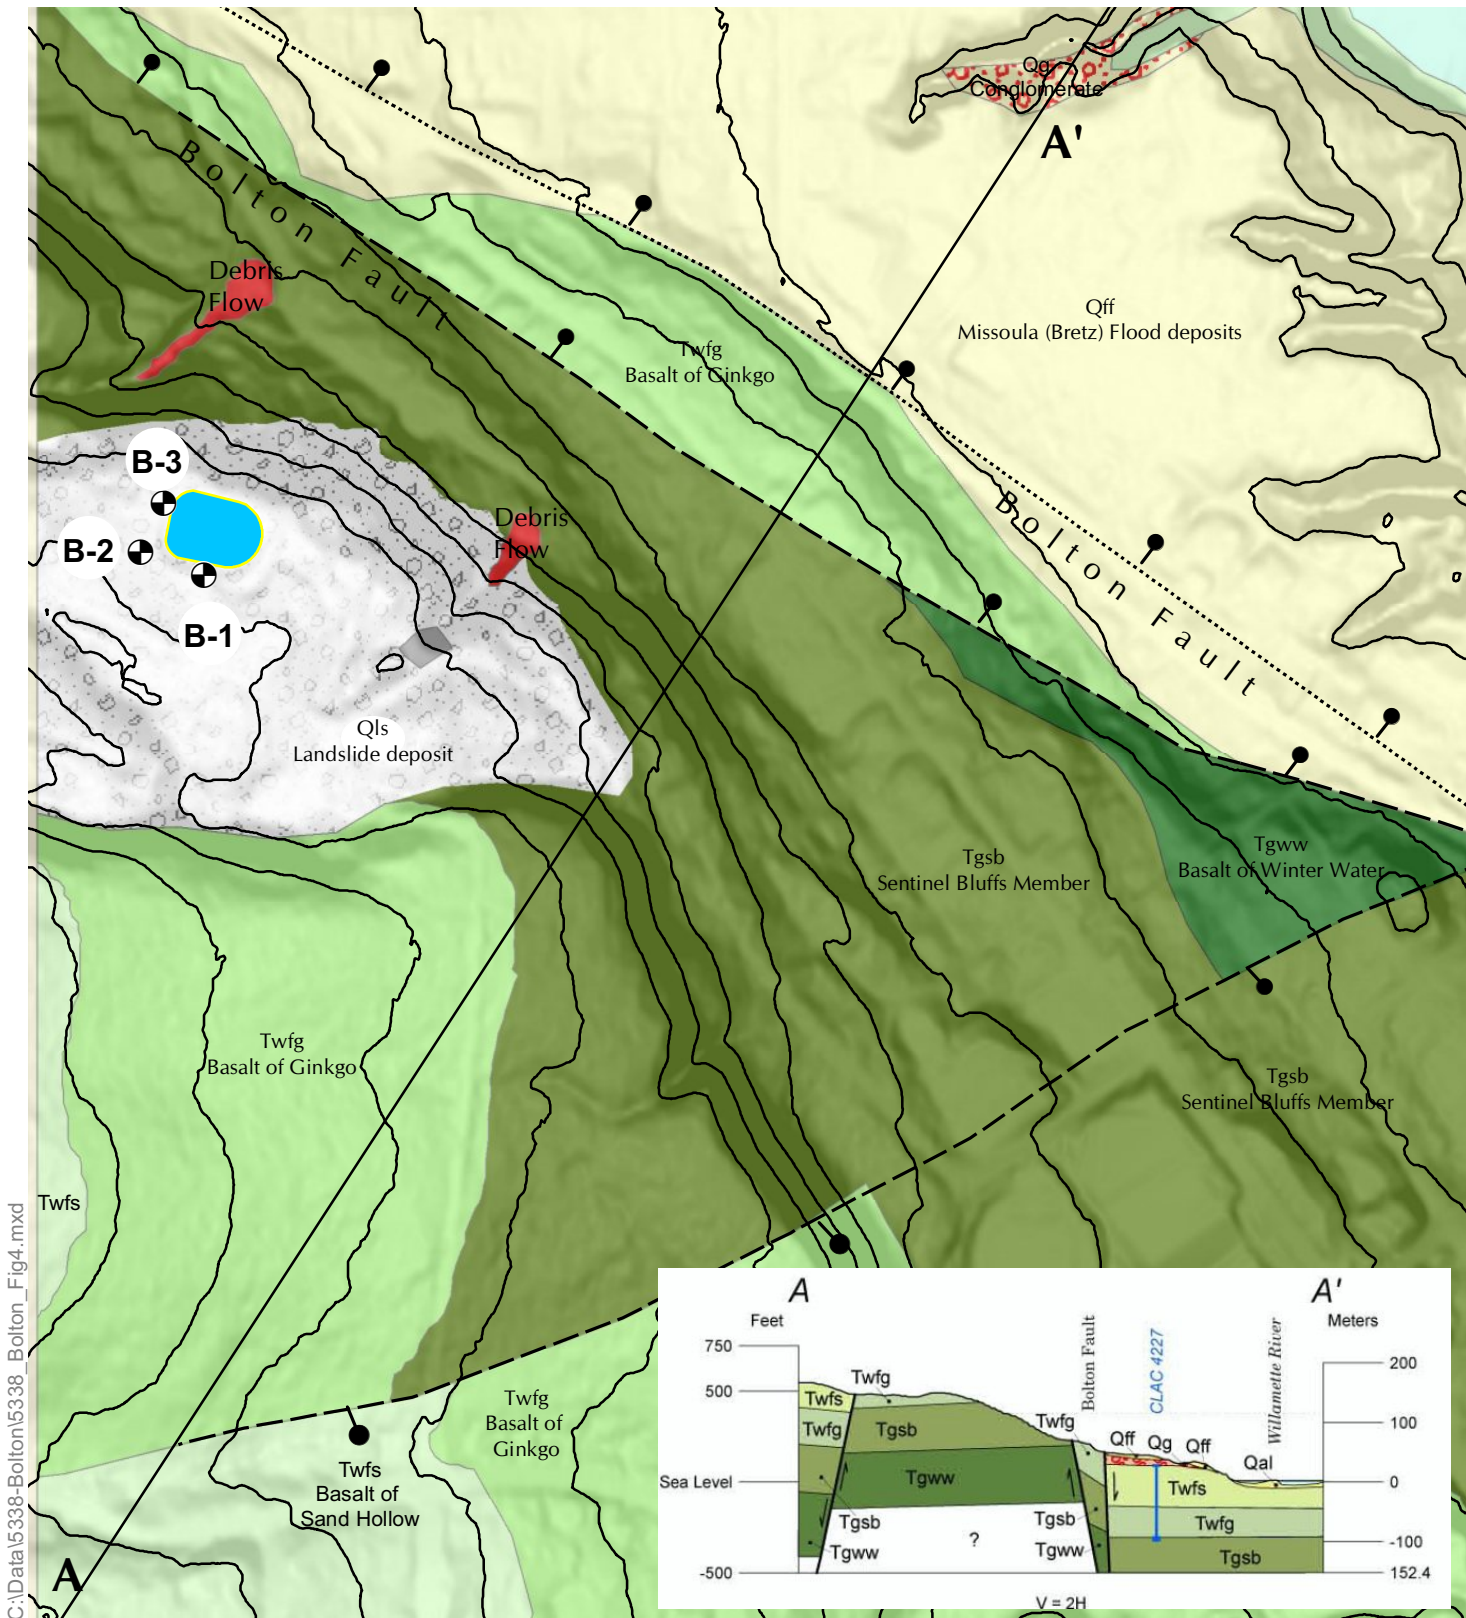 Qg
Conglomerate
A'
Bolton Fault
Debris
Flow
Qff
Missoula (Bretz) Flood deposits
Twfg
Basalt of Ginkgo
B-3
B-2
B-1
Debris
Flow
Bolton Fault
Qls
Landslide deposit
Tgsb
Sentinel Bluffs Member
Tgww
Basalt of Winter Water
Twfg
Basalt of Ginkgo
Tgsb
Sentinel Bluffs Member
Twfs
Twfg
Basalt of
Ginkgo
Twfs
Basalt of
Sand Hollow
A
C:\Data\5338-Bolton\5338_Bolton_Fig4.mxd
A
A'
Feet
Meters
Bolton Fault
CLAC 4227
Willamette River
750
500
Sea Level
-500
200
100
0
-100
152.4
Twfg
Twfs
Twfg
Tgsb
Tgww
Tgsb
Tgww
?
Twfg
Tgsb
Tgww
Qff
Qg
Qff
Qal
Twfs
Twfg
Tgsb
V = 2H